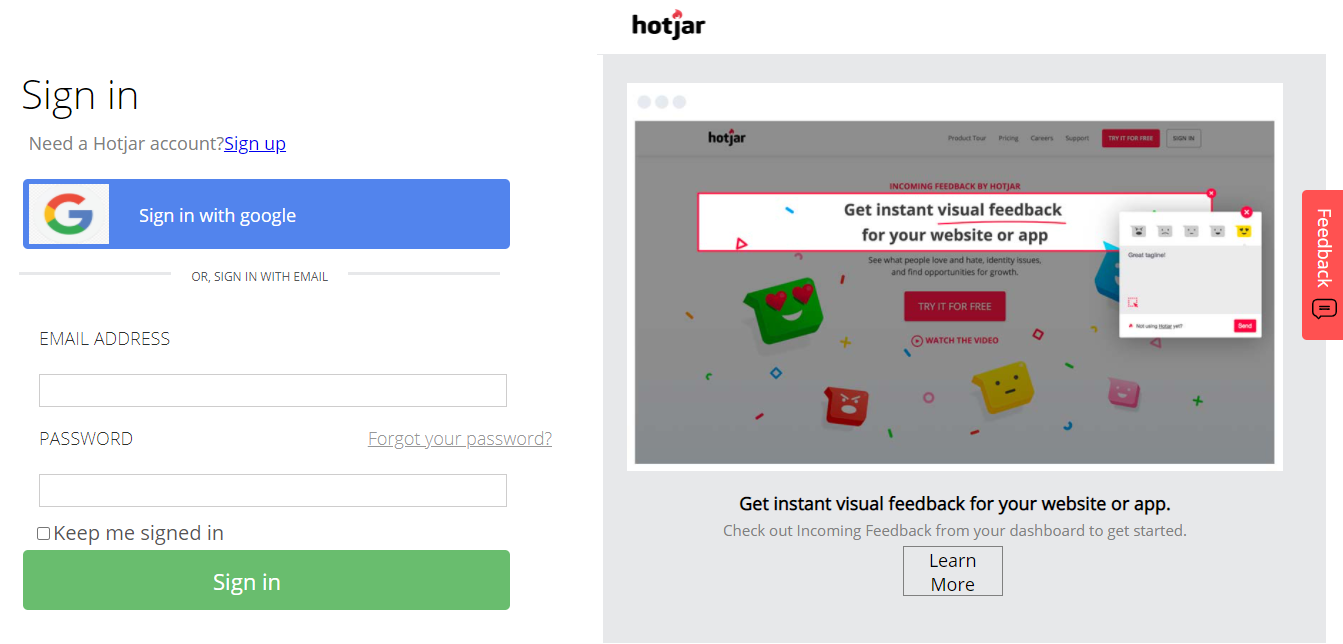 hotjar
Sign in
Need a Hotjar account?Sign up
Sign in with google
OR, SIGN IN WITH EMAIL
EMAIL ADDRESS
PASSWORD
Forgot your password?
Keep me signed in
Sign in
hotjar
Product Tour
Pricing
Careers
Support
TRY IT FOR FREE
SIGN IN
INCOMING FEEDBACK BY HOTJAR
Get instant visual feedback
for your website or app
See what people love and hate, identity issues,
and find opportunities for growth.
TRY IT FOR FREE
WATCH THE VIDEO
Great tagline!
Not using Hotjar yet?
Send
Get instant visual feedback for your website or app.
Check out Incoming Feedback from your dashboard to get started.
Learn
More
Feedback